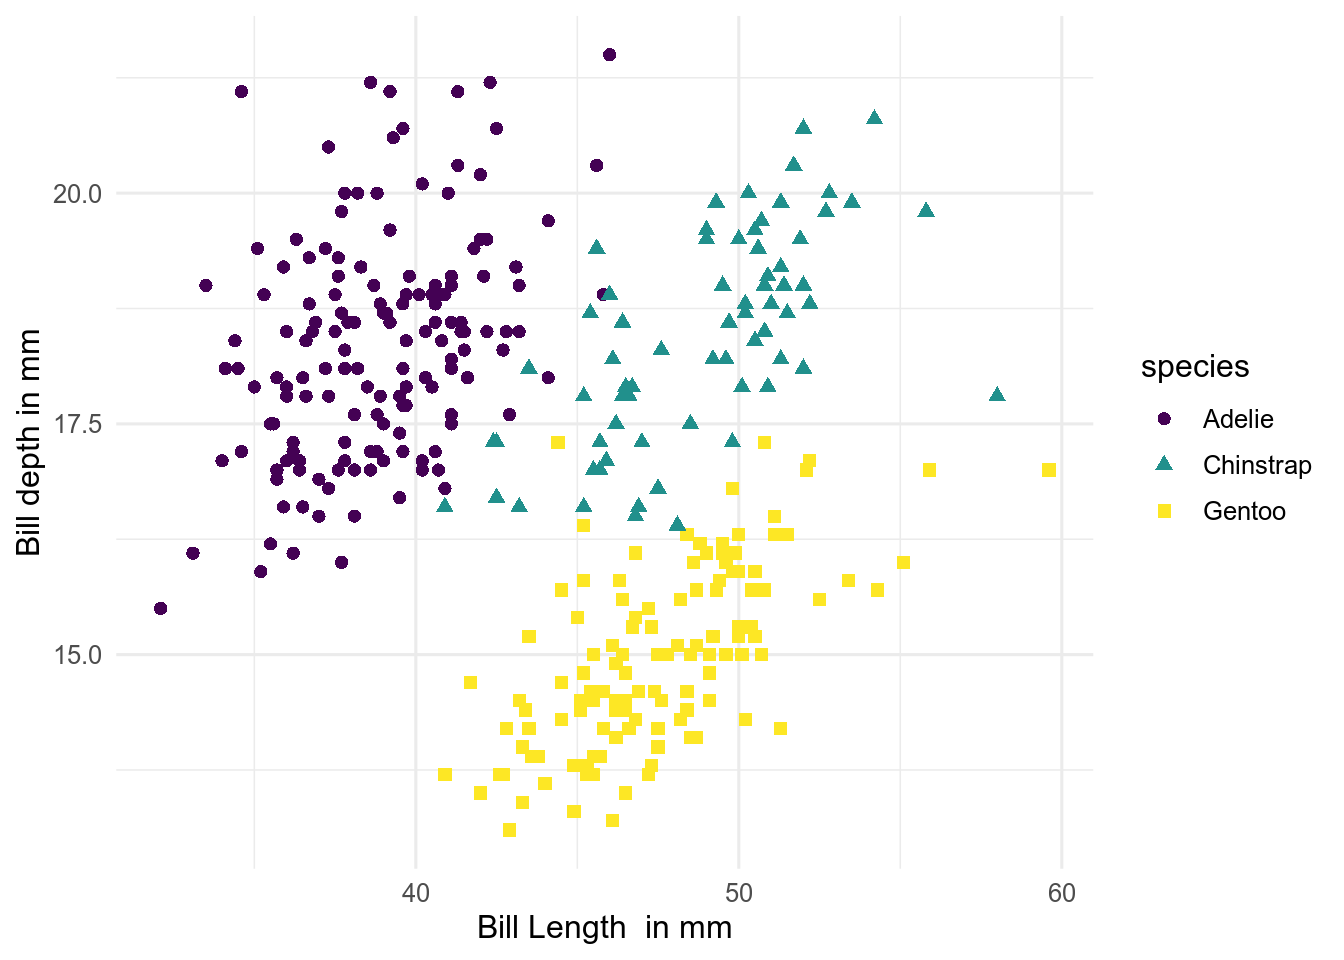 20.0
17.5
15.0
Bill depth in mm
40
50
60
Bill Length  in mm
species
Adelie
Chinstrap
Gentoo